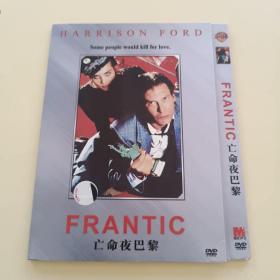 HARRISON FORD
Some people would kill for love.
FRANTIC
亡命夜巴黎
DVD
FRANTIC
亡命夜巴黎
DVD